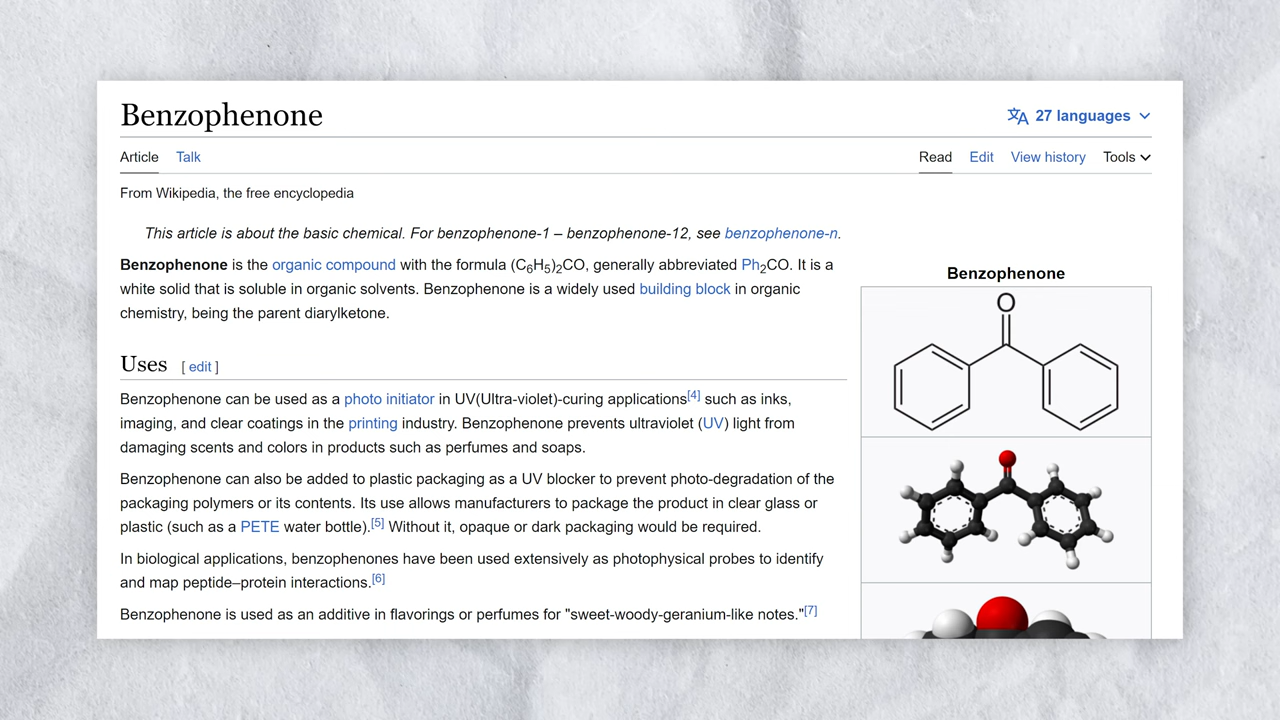 Benzophenone
27 languages
Article Talk
Read Edit View history Tools
From Wikipedia, the free encyclopedia
This article is about the basic chemical. For benzophenone-1 – benzophenone-12, see benzophenone-n.
Benzophenone is the organic compound with the formula (C₆H₅)₂CO, generally abbreviated Ph₂CO. It is a
white solid that is soluble in organic solvents. Benzophenone is a widely used building block in organic
chemistry, being the parent diarylketone.
Uses [ edit ]
Benzophenone can be used as a photo initiator in UV(Ultra-violet)-curing applications[4] such as inks,
imaging, and clear coatings in the printing industry. Benzophenone prevents ultraviolet (UV) light from
damaging scents and colors in products such as perfumes and soaps.
Benzophenone can also be added to plastic packaging as a UV blocker to prevent photo-degradation of the
packaging polymers or its contents. Its use allows manufacturers to package the product in clear glass or
plastic (such as a PETE water bottle).[5] Without it, opaque or dark packaging would be required.
In biological applications, benzophenones have been used extensively as photophysical probes to identify
and map peptide–protein interactions.[6]
Benzophenone is used as an additive in flavorings or perfumes for "sweet-woody-geranium-like notes."[7]
Benzophenone
O